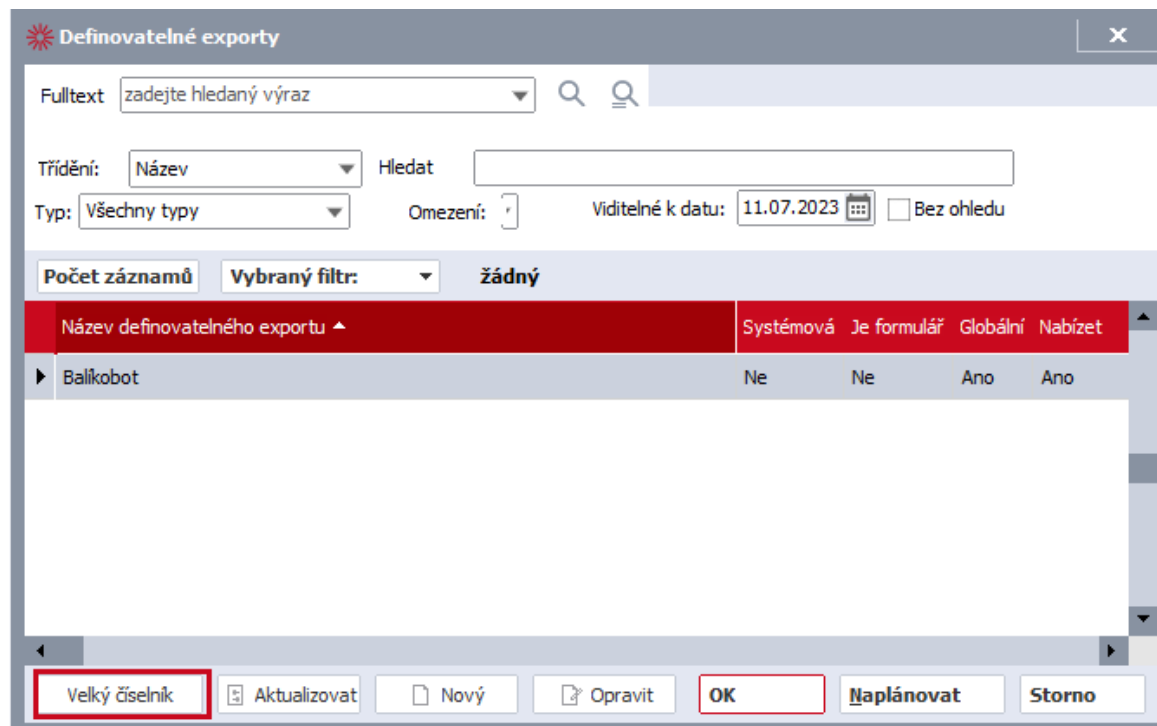 Definovatelné exporty
Fulltext zadejte hledaný výraz
Třídění: Název Hledat
Typ: Všechny typy Omezení: Viditelné k datu: 11.07.2023 Bez ohledu
Počet záznamů Vybraný filtr: žádný
Název definovatelného exportu Systémová Je formulář Globální Nabízet
Balíkobot Ne Ne Ano Ano
Velký číselník Aktualizovat Nový Opravit OK Naplánovat Storno